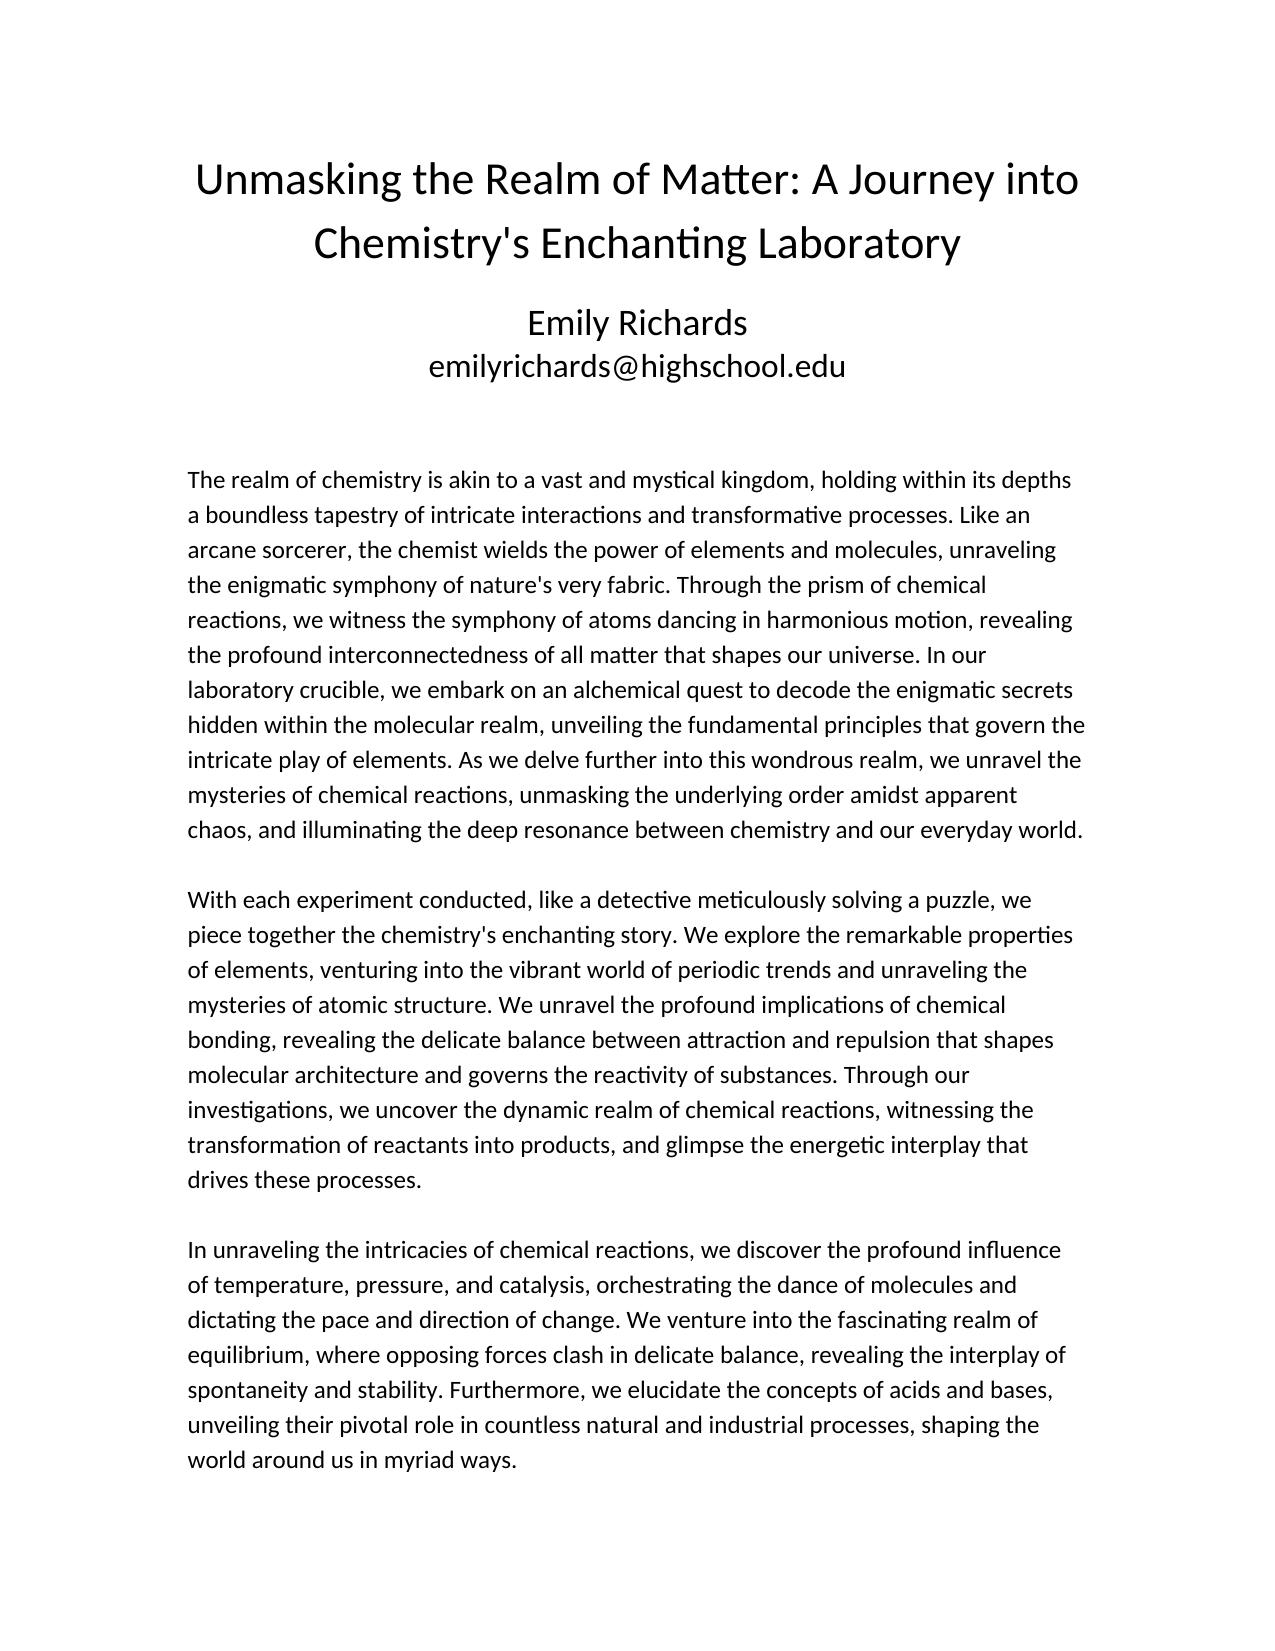 Unmasking the Realm of Matter: A Journey into
Chemistry's Enchanting Laboratory
Emily Richards
emilyrichards@highschool.edu
The realm of chemistry is akin to a vast and mystical kingdom, holding within its depths
a boundless tapestry of intricate interactions and transformative processes. Like an
arcane sorcerer, the chemist wields the power of elements and molecules, unraveling
the enigmatic symphony of nature's very fabric. Through the prism of chemical
reactions, we witness the symphony of atoms dancing in harmonious motion, revealing
the profound interconnectedness of all matter that shapes our universe. In our
laboratory crucible, we embark on an alchemical quest to decode the enigmatic secrets
hidden within the molecular realm, unveiling the fundamental principles that govern the
intricate play of elements. As we delve further into this wondrous realm, we unravel the
mysteries of chemical reactions, unmasking the underlying order amidst apparent
chaos, and illuminating the deep resonance between chemistry and our everyday world.
With each experiment conducted, like a detective meticulously solving a puzzle, we
piece together the chemistry's enchanting story. We explore the remarkable properties
of elements, venturing into the vibrant world of periodic trends and unraveling the
mysteries of atomic structure. We unravel the profound implications of chemical
bonding, revealing the delicate balance between attraction and repulsion that shapes
molecular architecture and governs the reactivity of substances. Through our
investigations, we uncover the dynamic realm of chemical reactions, witnessing the
transformation of reactants into products, and glimpse the energetic interplay that
drives these processes.
In unraveling the intricacies of chemical reactions, we discover the profound influence
of temperature, pressure, and catalysis, orchestrating the dance of molecules and
dictating the pace and direction of change. We venture into the fascinating realm of
equilibrium, where opposing forces clash in delicate balance, revealing the interplay of
spontaneity and stability. Furthermore, we elucidate the concepts of acids and bases,
unveiling their pivotal role in countless natural and industrial processes, shaping the
world around us in myriad ways.